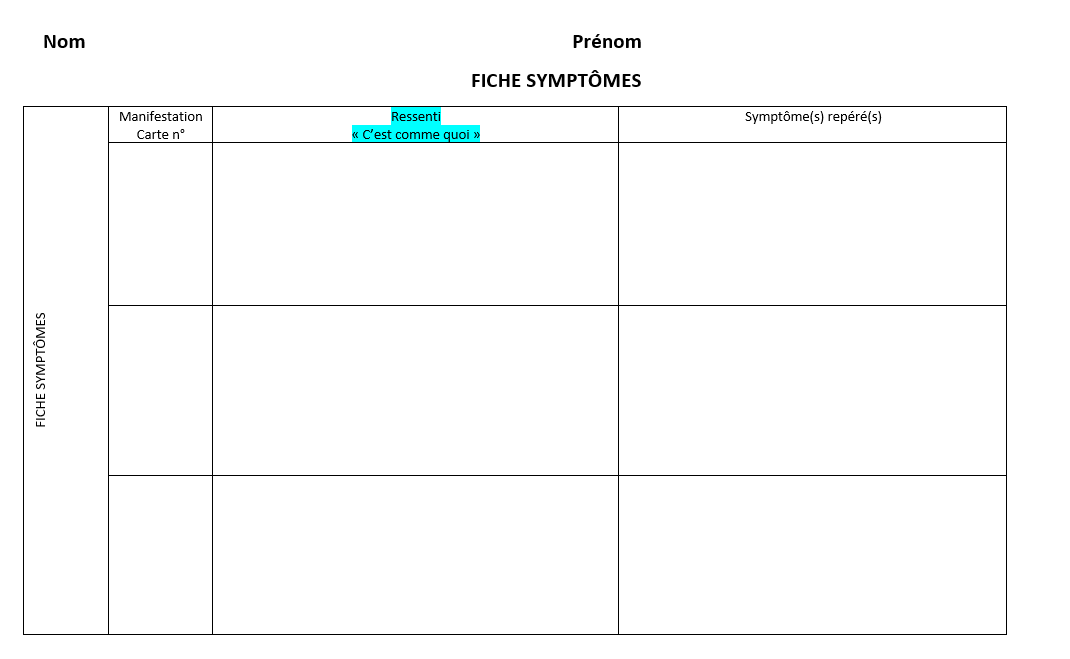 Nom Prénom
FICHE SYMPTÔMES
Manifestation
Carte n°
Ressenti
« C’est comme quoi »
Symptôme(s) repéré(s)
FICHE SYMPTÔMES